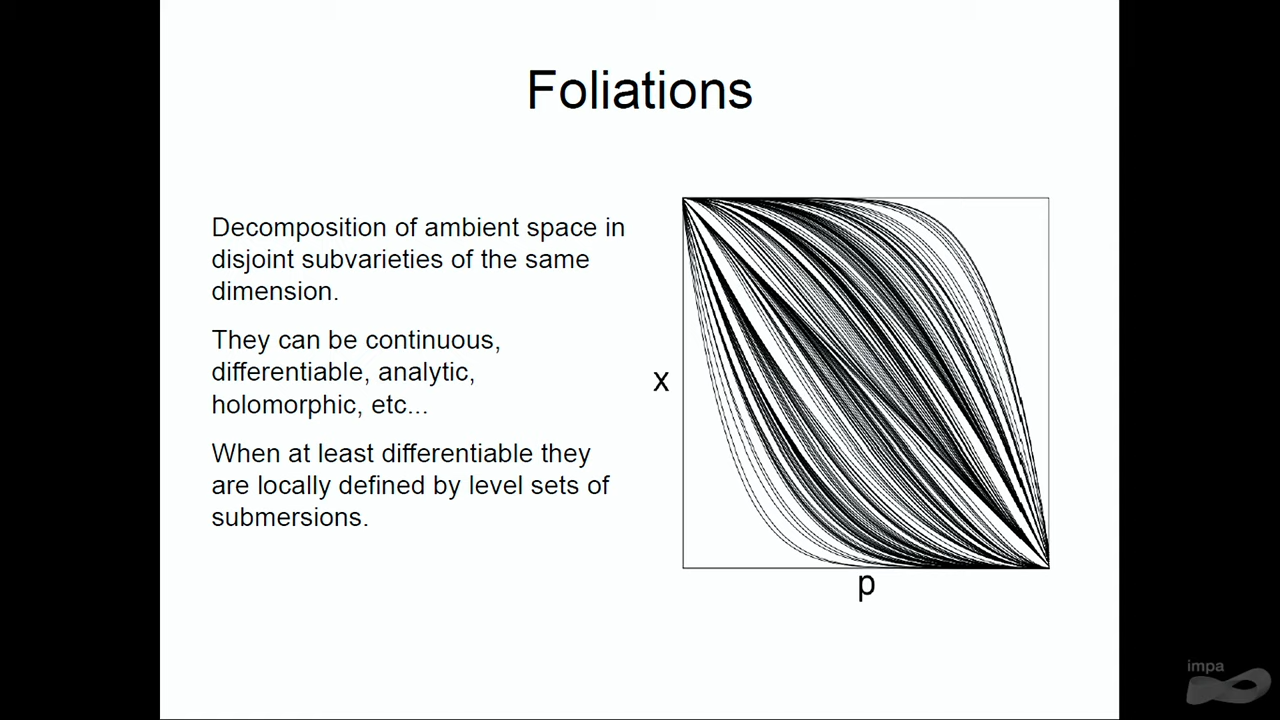 Foliations
Decomposition of ambient space in
disjoint subvarieties of the same
dimension.
They can be continuous,
differentiable, analytic,
holomorphic, etc...
When at least differentiable they
are locally defined by level sets of
submersions.
x
p
impa